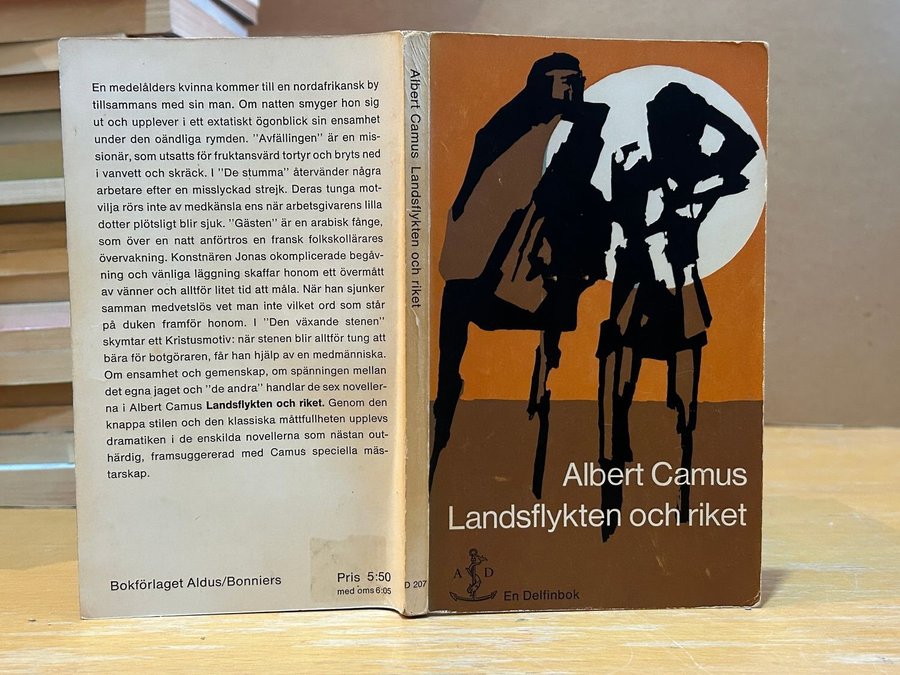 En medelålders kvinna kommer till en nordafrikansk by
tillsammans med sin man. Om natten smyger hon sig
ut och upplever i ett extatiskt ögonblick sin ensamhet
under den oändliga rymden. ”Avfällingen” är en mis-
sionär, som utsatts för fruktansvärd tortyr och bryts ned
i vanvett och skräck. I ”De stumma” återvänder några
arbetare efter en misslyckad strejk. Deras tunga mot-
vilja rörs inte av medkänsla ens när arbetsgivarens lilla
dotter plötsligt blir sjuk. ”Gästen” är en arabisk fånge,
som över en natt anförtros en fransk folkskollärares
övervakning. Konstnären Jonas okomplicerade begåv-
ning och vänliga läggning skaffar honom ett övermått
av vänner och alltför litet tid att måla. När han sjunker
samman medvetslös vet man inte vilket ord som står
på duken framför honom. I ”Den växande stenen”
skymtar ett Kristusmotiv: när stenen blir alltför tung att
bära för botgöraren, får han hjälp av en medmänniska.
Om ensamhet och gemenskap, om spänningen mellan
det egna jaget och ”de andra” handlar de sex noveller-
na i Albert Camus Landsflykten och riket. Genom den
knappa stilen och den klassiska måttfullheten upplevs
dramatiken i de enskilda novellerna som nästan out-
härdig, framsuggererad med Camus speciella mäs-
tarskap.
Bokförlaget Aldus/Bonniers
Pris 5:50
med oms 6:05
Albert Camus Landsflykten och riket
D 207
Albert Camus
Landsflykten och riket
A D
En Delfinbok